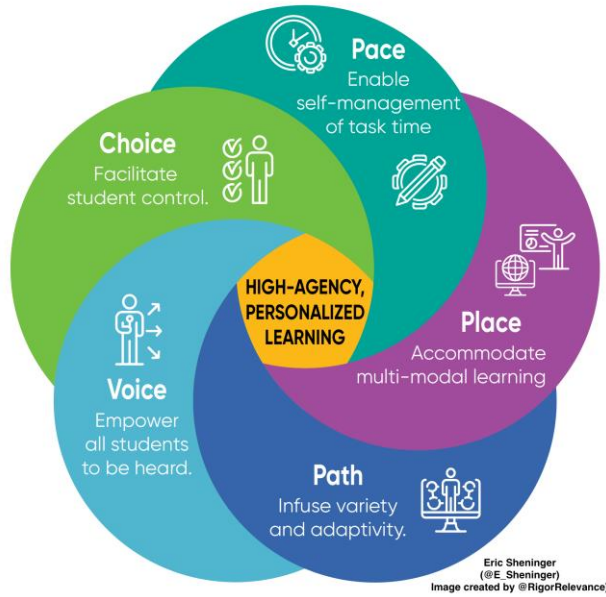 Pace
Enable
self-management
of task time
Choice
Facilitate
student control.
HIGH-AGENCY,
PERSONALIZED
LEARNING
Place
Accommodate
multi-modal learning
Voice
Empower
all students
to be heard.
Path
Infuse variety
and adaptivity.
Eric Sheninger
(@E_Sheninger)
Image created by @RigorRelevance)